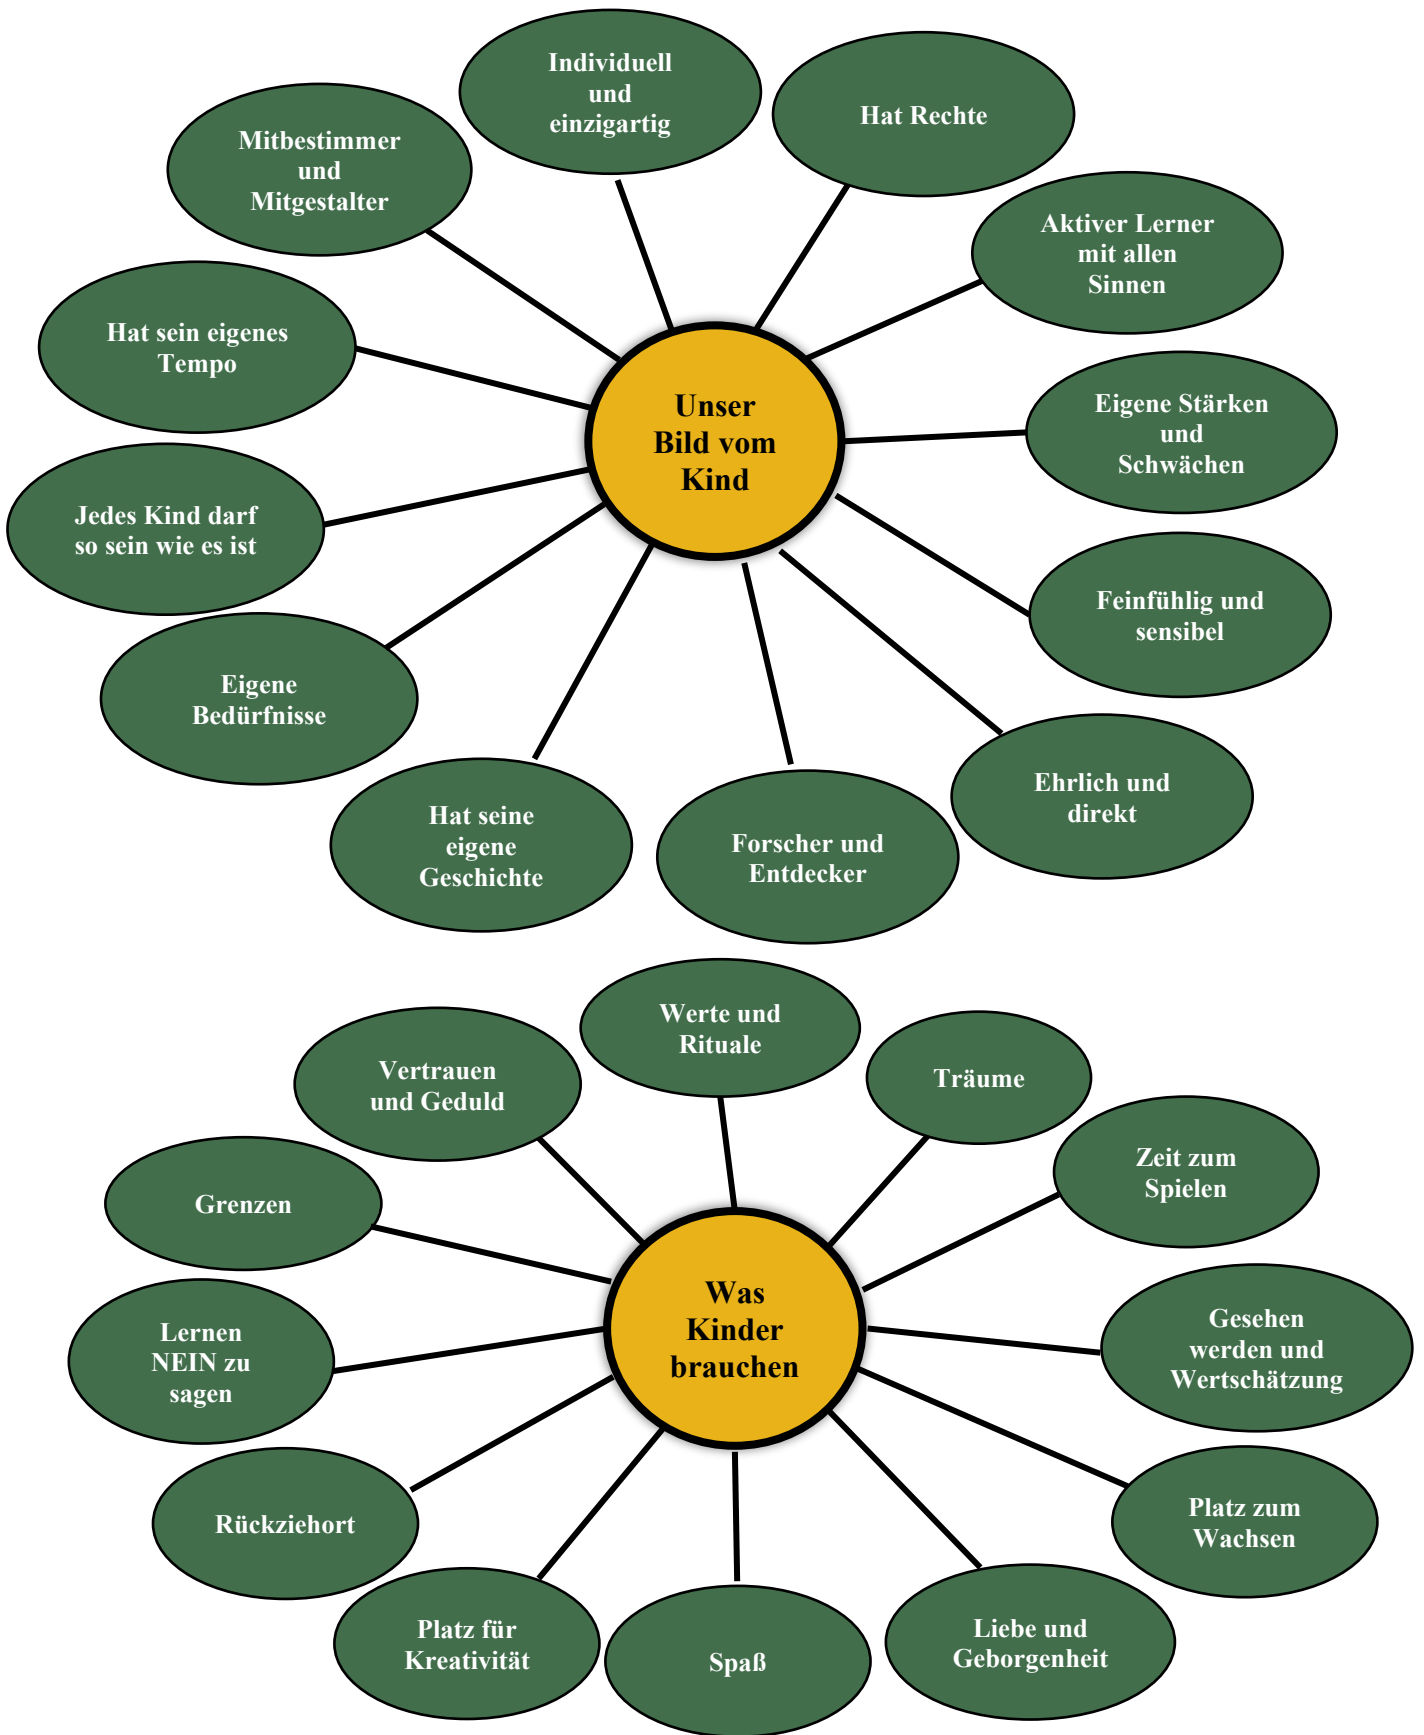 Individuell
und
einzigartig
Hat Rechte
Mitbestimmer
und
Mitgestalter
Aktiver Lerner
mit allen
Sinnen
Hat sein eigenes
Tempo
Unser
Bild vom
Kind
Eigene Stärken
und
Schwächen
Jedes Kind darf
so sein wie es ist
Feinfühlig und
sensibel
Eigene
Bedürfnisse
Ehrlich und
direkt
Hat seine
eigene
Geschichte
Forscher und
Entdecker
Werte und
Rituale
Vertrauen
und Geduld
Träume
Zeit zum
Spielen
Grenzen
Was
Kinder
brauchen
Gesehen
werden und
Wertschätzung
Lernen
NEIN zu
sagen
Rückziehort
Platz zum
Wachsen
Platz für
Kreativität
Spaß
Liebe und
Geborgenheit